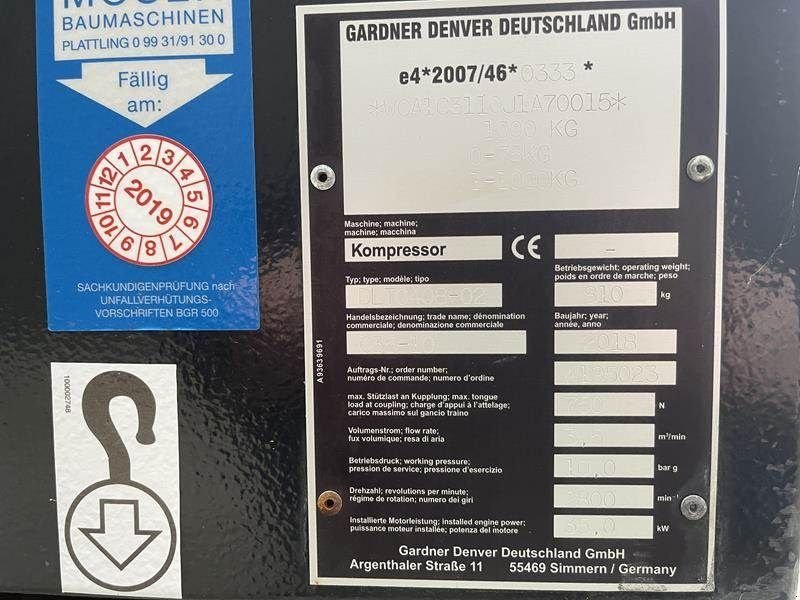 BAUMASCHINEN
PLATTLING 0 99 31/91 30 0
Fällig
am:
1 2 3 4 5 6 7 8 9 10 11 12
2019
SACHKUNDIGENPRÜFUNG nach
UNFALLVERHÜTUNGS-
VORSCHRIFTEN BGR 500
100002748
GARDNER DENVER DEUTSCHLAND GmbH
e4*2007/46*0333*
KG
KG
Maschine; machine;
machine; macchina
Kompressor
CE
–
Typ; type; modèle; tipo
Betriebsgewicht; operating weight;
poids en ordre de marche; peso
kg
Handelsbezeichnung; trade name; dénomination
commerciale; denominazione commerciale
Baujahr; year;
année, anno
2018
A93639691
Auftrags-Nr.; order number;
numéro de commande; numero d'ordine
max. Stützlast an Kupplung; max. tongue
load at coupling; charge d'appui à l'attelage;
carico massimo sul gancio traino
N
Volumenstrom; flow rate;
fux volumique; resa di aria
m³/min
Betriebsdruck; working pressure;
pression de service; pressione d'esercizio
10,0
bar g
Drehzahl; revolutions per minute;
régime de rotation; numero dei giri
min⁻¹
Installierte Motorleistung; installed engine power;
puissance moteur installée; potenza del motore
kW
Gardner Denver Deutschland GmbH
Argenthaler Straße 11 55469 Simmern / Germany